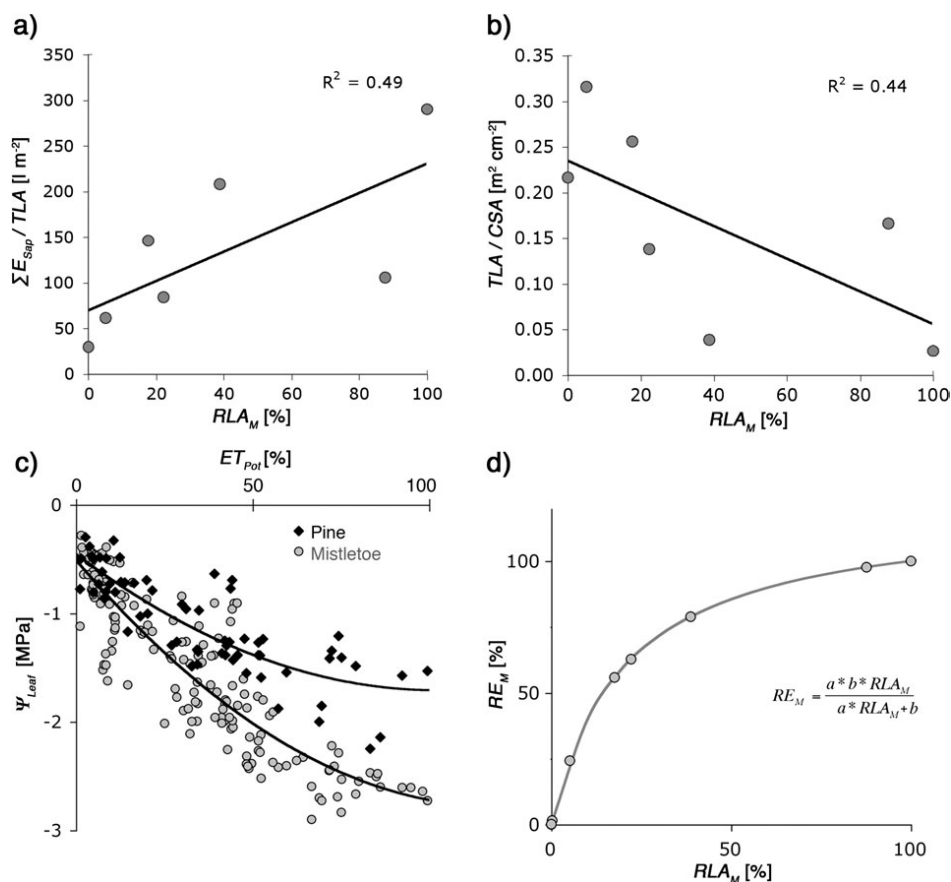 a)
350
300
250
200
150
100
50
0
ΣE_Sap / TLA [l m⁻²]
R² = 0.49
0 20 40 60 80 100
RLA_M [%]
b)
0.35
0.30
0.25
0.20
0.15
0.10
0.05
0.00
TLA / CSA [m² cm⁻²]
R² = 0.44
0 20 40 60 80 100
RLA_M [%]
c)
ET_Pot [%]
0 50 100
0
-1
-2
-3
Ψ_Leaf [MPa]
Pine
Mistletoe
d)
100
50
0
RE_M [%]
RE_M = a* b* RLA_M / a* RLA_M+b
0 50 100
RLA_M [%]